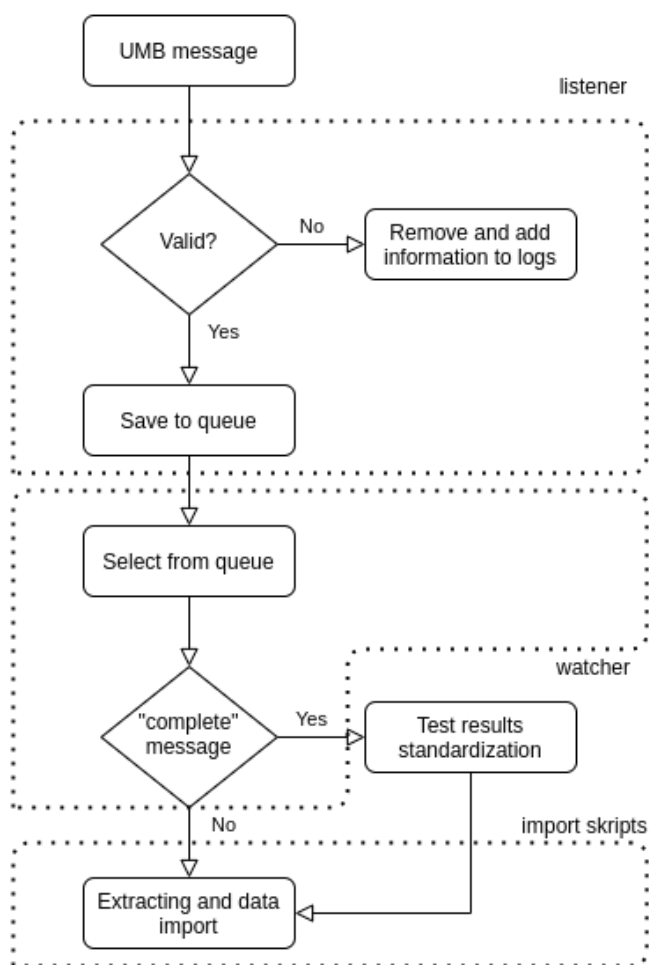 UMB message
listener
Valid?
No
Remove and add
information to logs
Yes
Save to queue
Select from queue
watcher
"complete"
message
Yes
Test results
standardization
No
import skripts
Extracting and data
import